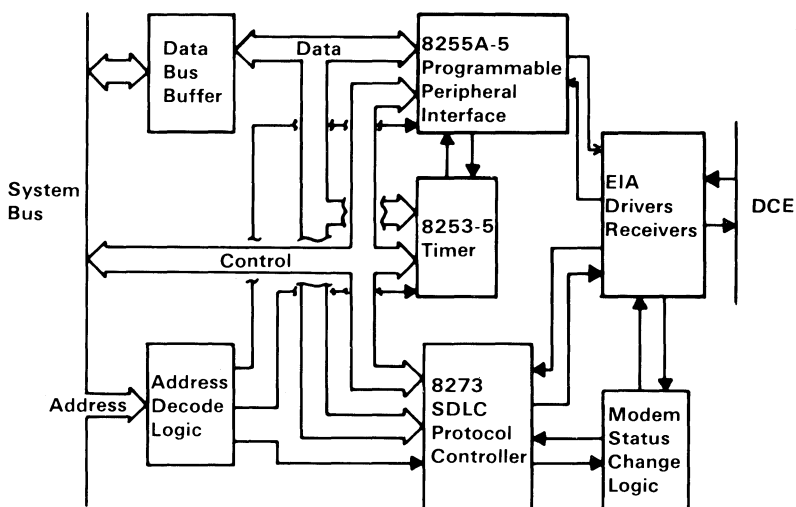 Data
Bus
Buffer
Data
8255A-5
Programmable
Peripheral
Interface
System
Bus
8253-5
Timer
EIA
Drivers
Receivers
DCE
Control
Address
Address
Decode
Logic
8273
SDLC
Protocol
Controller
Modem
Status
Change
Logic